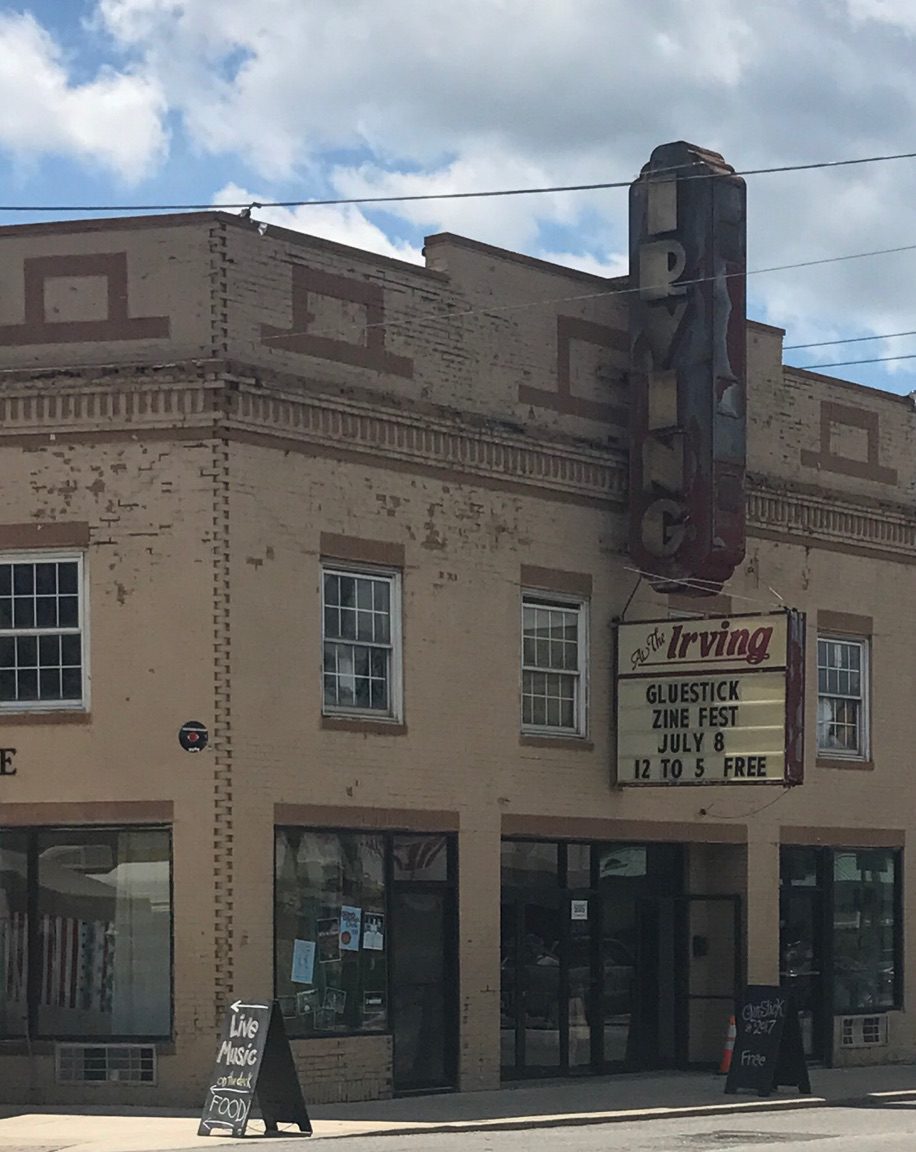 IRVING
At The Irving
GLUESTICK
ZINE FEST
JULY 8
12 TO 5 FREE
E
Live
Music
on the deck
FOOD
GlueStick
2017
Free